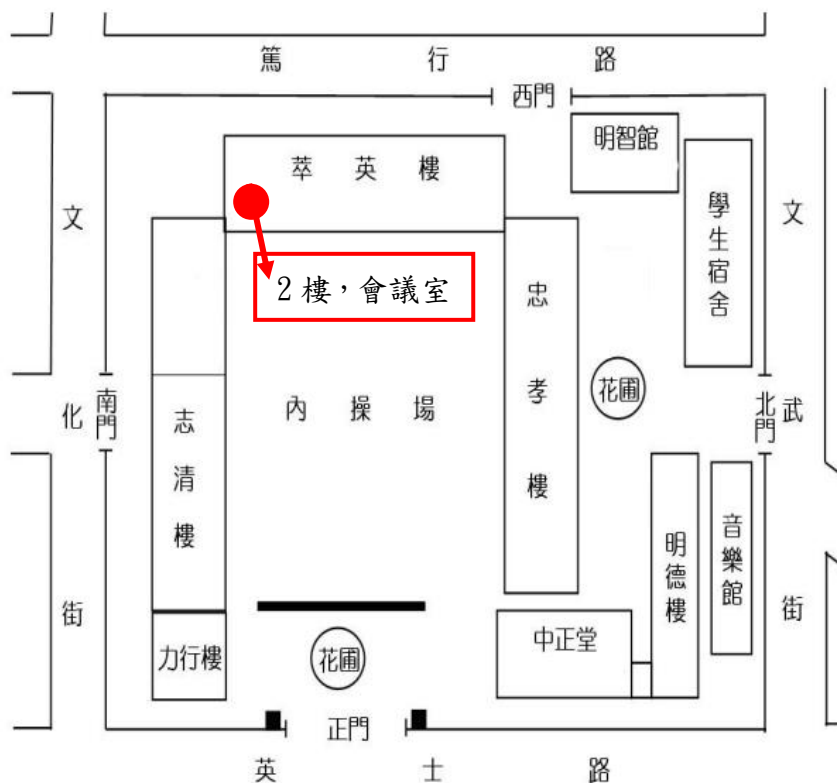 篤行路
西門
明智館
萃英樓
學生宿舍
文化街
文武街
2樓，會議室
忠孝樓
花圃
南門
北門
內操場
志清樓
明德樓
音樂館
力行樓
花圃
中正堂
正門
英士路